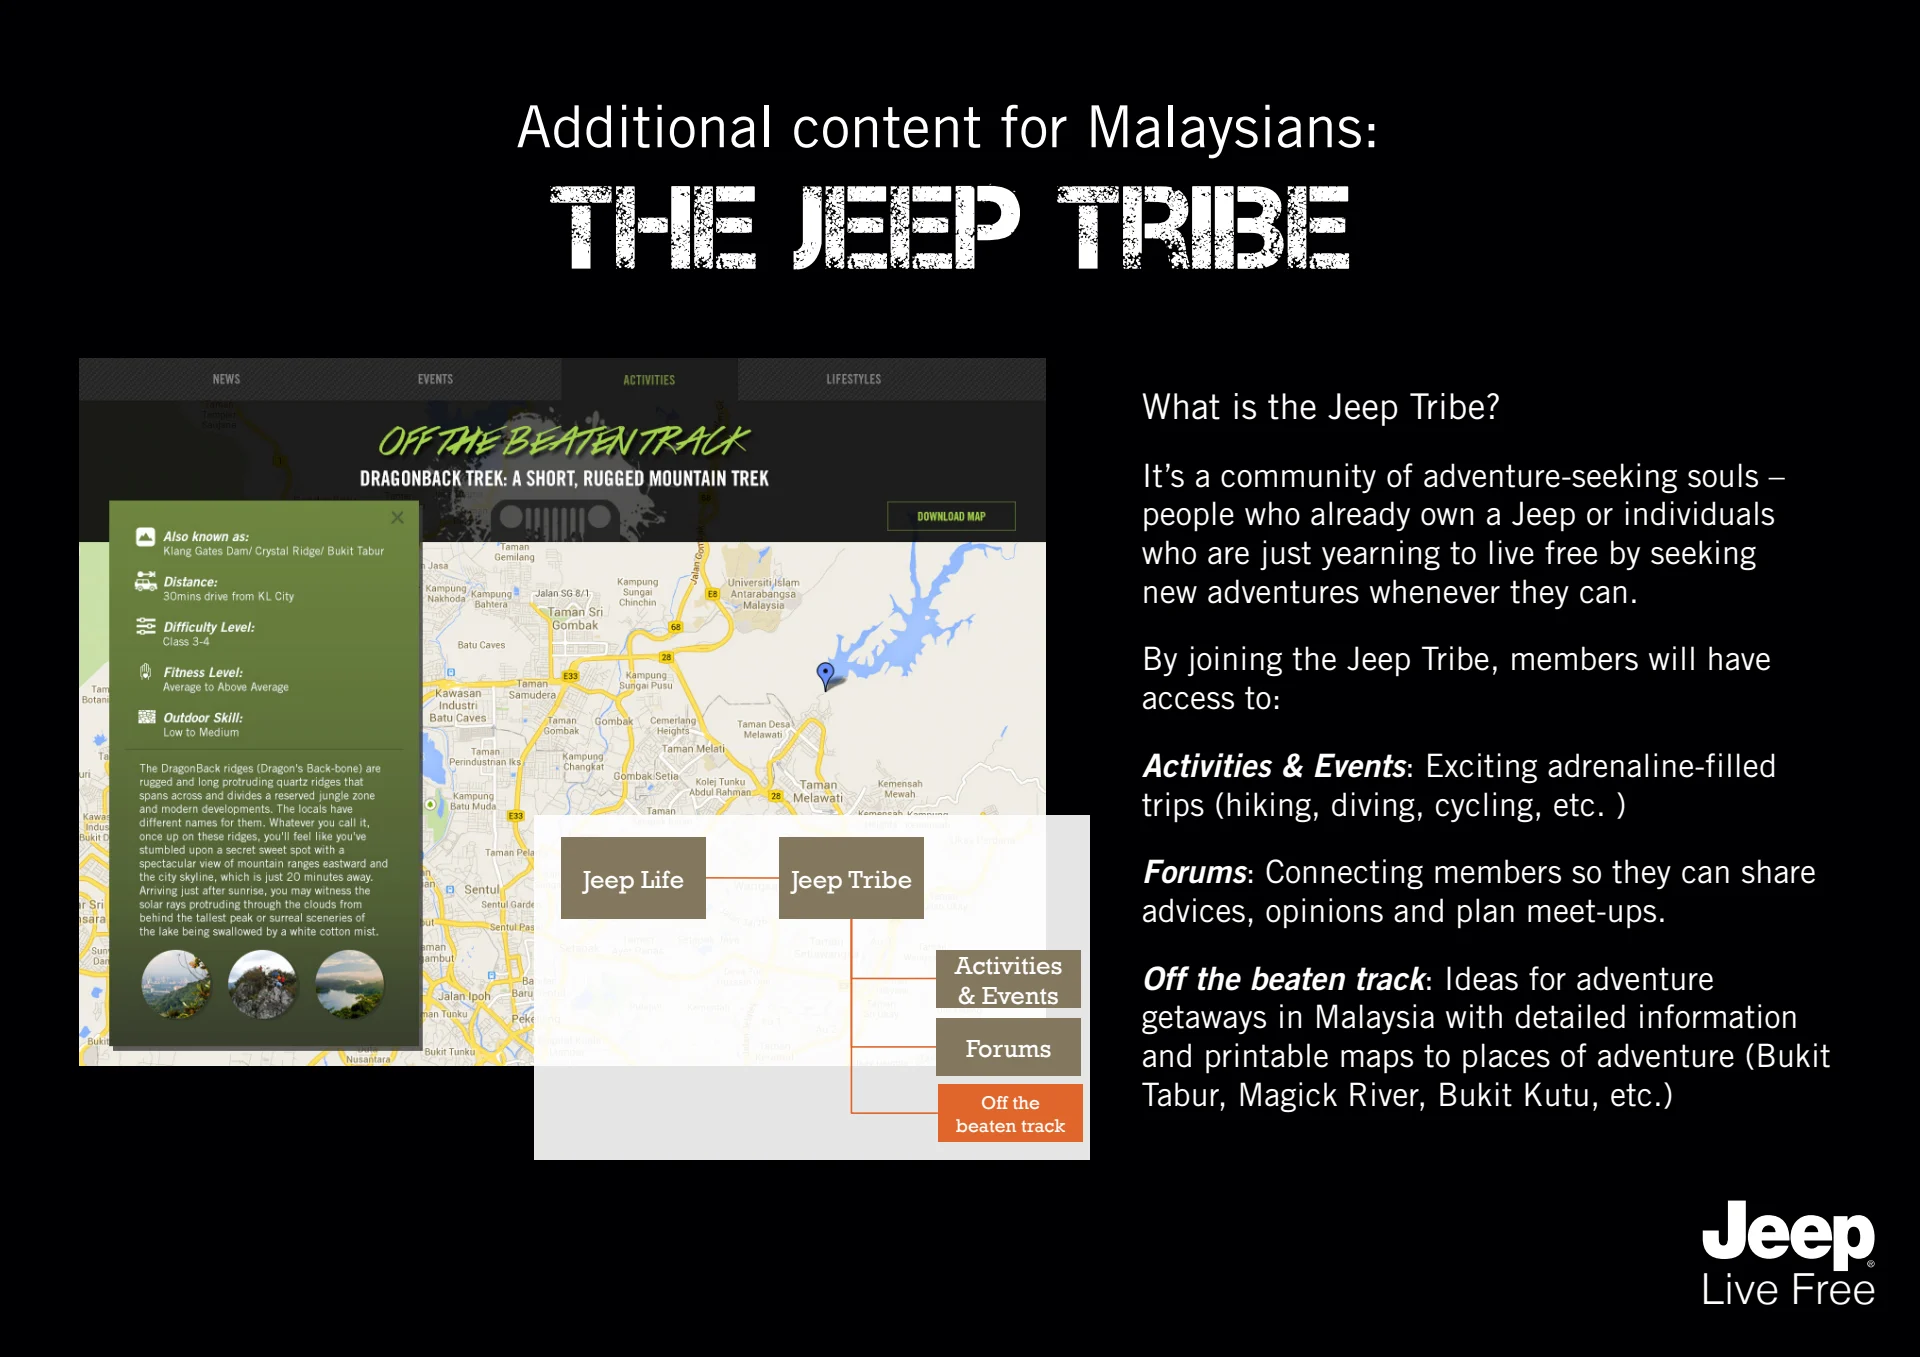 Additional content for Malaysians:
THE JEEP TRIBE
NEWS
EVENTS
ACTIVITIES
LIFESTYLES
OFF THE BEATEN TRACK
DRAGONBACK TREK: A SHORT, RUGGED MOUNTAIN TREK
DOWNLOAD MAP
Also known as:
Klang Gates Dam/ Crystal Ridge/ Bukit Tabur
Distance:
30mins drive from KL City
Difficulty Level:
Class 3-4
Fitness Level:
Average to Above Average
Outdoor Skill:
Low to Medium
The DragonBack ridges (Dragon's Back-bone) are
rugged and long protruding quartz ridges that
spans across and divides a reserved jungle zone
and modern developments. The locals have
different names for them. Whatever you call it,
once up on these ridges, you'll feel like you've
stumbled upon a secret sweet spot with a
spectacular view of mountain ranges eastward and
the city skyline, which is just 20 minutes away.
Arriving just after sunrise, you may witness the
solar rays protruding through the clouds from
behind the tallest peak or surreal sceneries of
the lake being swallowed by a white cotton mist.
Taman
Gemilang
Jasa
Kampung
Nakhoda
Kampung
Bahtera
Jalan SG 8/1
Kampung
Sungai
Chinchin
Taman Sri
Gombak
Universiti Islam
Antarabangsa
Malaysia
E8
68
28
Batu Caves
E33
Kampung
Sungai Pusu
Taman
Samudera
Kawasan
Industri
Batu Caves
Taman
Gombak
Gombak
Cemerlang
Heights
Taman Desa
Melawati
Taman Melati
Taman
Perindustrian Iks
Kampung
Changkat
Gombak Setia
Kolej Tunku
Abdul Rahman
28
Taman
Melawati
Kemensah
Mewah
Kampung
Batu Muda
E33
Taman
Sentul
Jalan Ipoh
Bukit Tunku
Nusantara
Jeep Life
Jeep Tribe
Activities
& Events
Forums
Off the
beaten track
What is the Jeep Tribe?
It's a community of adventure-seeking souls –
people who already own a Jeep or individuals
who are just yearning to live free by seeking
new adventures whenever they can.
By joining the Jeep Tribe, members will have
access to:
Activities & Events: Exciting adrenaline-filled
trips (hiking, diving, cycling, etc. )
Forums: Connecting members so they can share
advices, opinions and plan meet-ups.
Off the beaten track: Ideas for adventure
getaways in Malaysia with detailed information
and printable maps to places of adventure (Bukit
Tabur, Magick River, Bukit Kutu, etc.)
Jeep®
Live Free